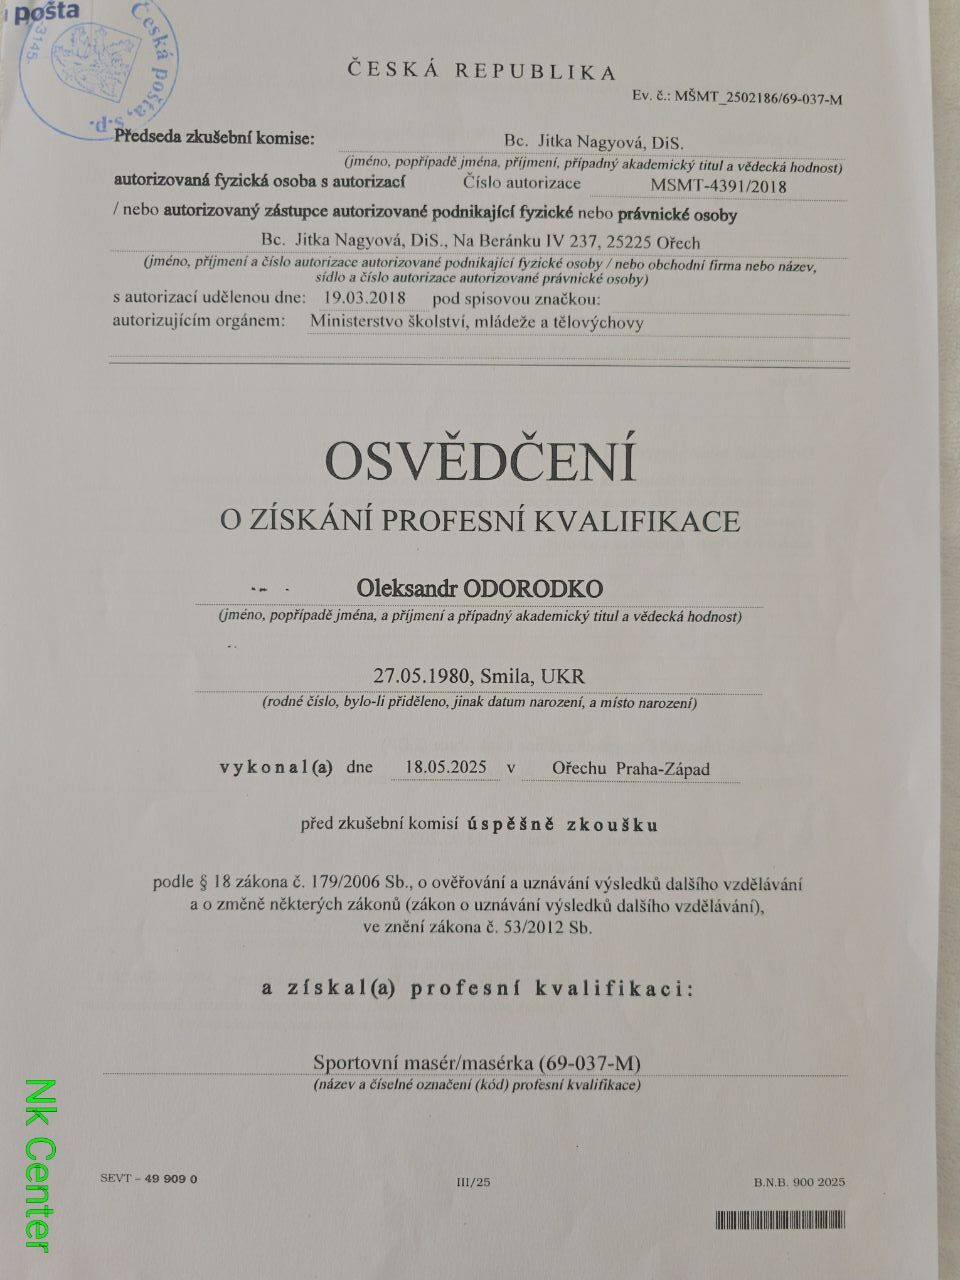 pošta
Česká pošta, s.p.
3145
ČESKÁ REPUBLIKA
Ev. č.: MŠMT_2502186/69-037-M
Předseda zkušební komise: Bc. Jitka Nagyová, DiS.
(jméno, popřípadě jména, příjmení, případný akademický titul a vědecká hodnost)
autorizovaná fyzická osoba s autorizací Číslo autorizace MSMT-4391/2018
/ nebo autorizovaný zástupce autorizované podnikající fyzické nebo právnické osoby
Bc. Jitka Nagyová, DiS., Na Beránku IV 237, 25225 Ořech
(jméno, příjmení a číslo autorizace autorizované podnikající fyzické osoby / nebo obchodní firma nebo název,
sídlo a číslo autorizace autorizované právnické osoby)
s autorizací udělenou dne: 19.03.2018 pod spisovou značkou:
autorizujícím orgánem: Ministerstvo školství, mládeže a tělovýchovy
OSVĚDČENÍ
O ZÍSKÁNÍ PROFESNÍ KVALIFIKACE
Oleksandr ODORODKO
(jméno, popřípadě jména, a příjmení a případný akademický titul a vědecká hodnost)
27.05.1980, Smila, UKR
(rodné číslo, bylo-li přiděleno, jinak datum narození, a místo narození)
vykonal(a) dne 18.05.2025 v Ořechu Praha-Západ
před zkušební komisí úspěšně zkoušku
podle § 18 zákona č. 179/2006 Sb., o ověřování a uznávání výsledků dalšího vzdělávání
a o změně některých zákonů (zákon o uznávání výsledků dalšího vzdělávání),
ve znění zákona č. 53/2012 Sb.
a získal(a) profesní kvalifikaci:
Sportovní masér/masérka (69-037-M)
(název a číselné označení (kód) profesní kvalifikace)
Nk Center
SEVT – 49 909 0 III/25 B.N.B. 900 2025